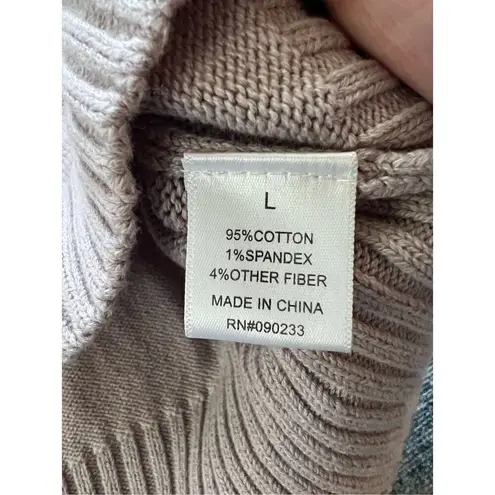 L
95%COTTON
1%SPANDEX
4%OTHER FIBER
MADE IN CHINA
RN#090233